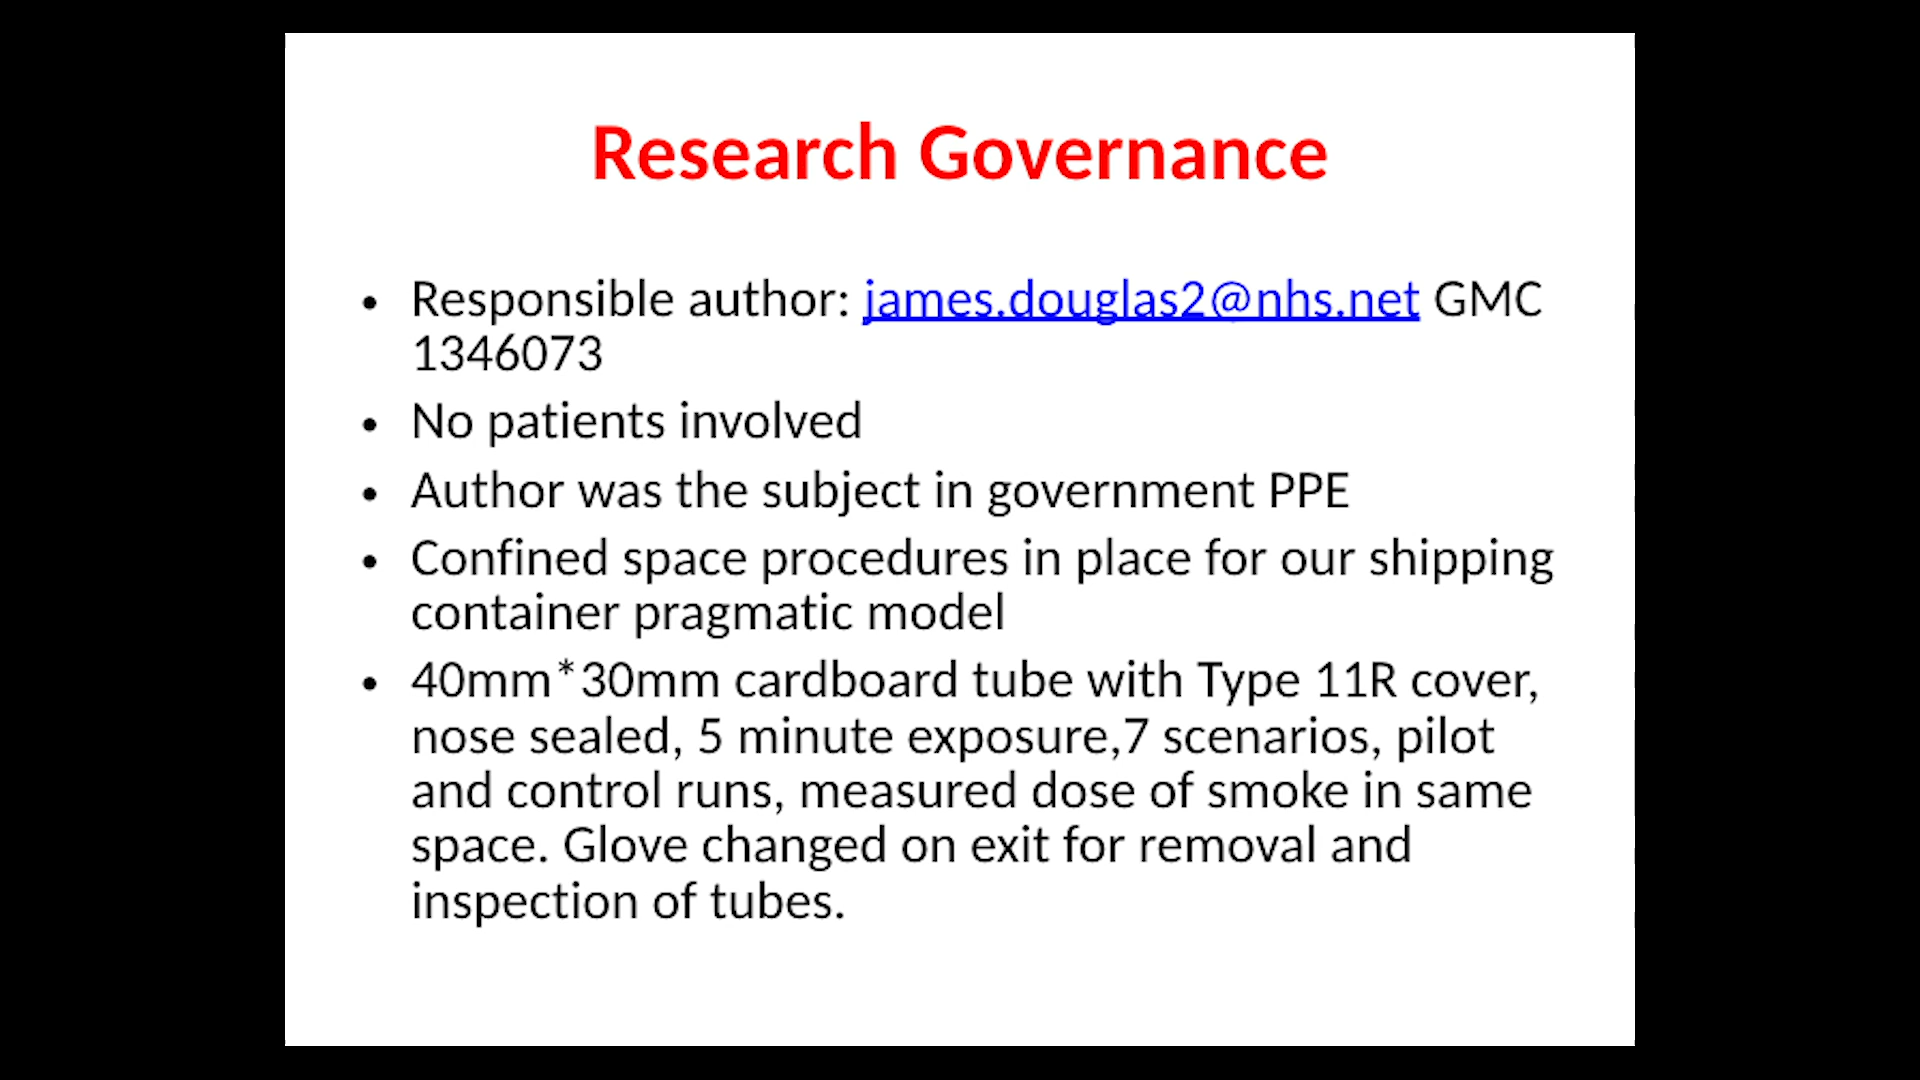 Research Governance
• Responsible author: james.douglas2@nhs.net GMC
1346073
• No patients involved
• Author was the subject in government PPE
• Confined space procedures in place for our shipping
container pragmatic model
• 40mm*30mm cardboard tube with Type 11R cover,
nose sealed, 5 minute exposure,7 scenarios, pilot
and control runs, measured dose of smoke in same
space. Glove changed on exit for removal and
inspection of tubes.